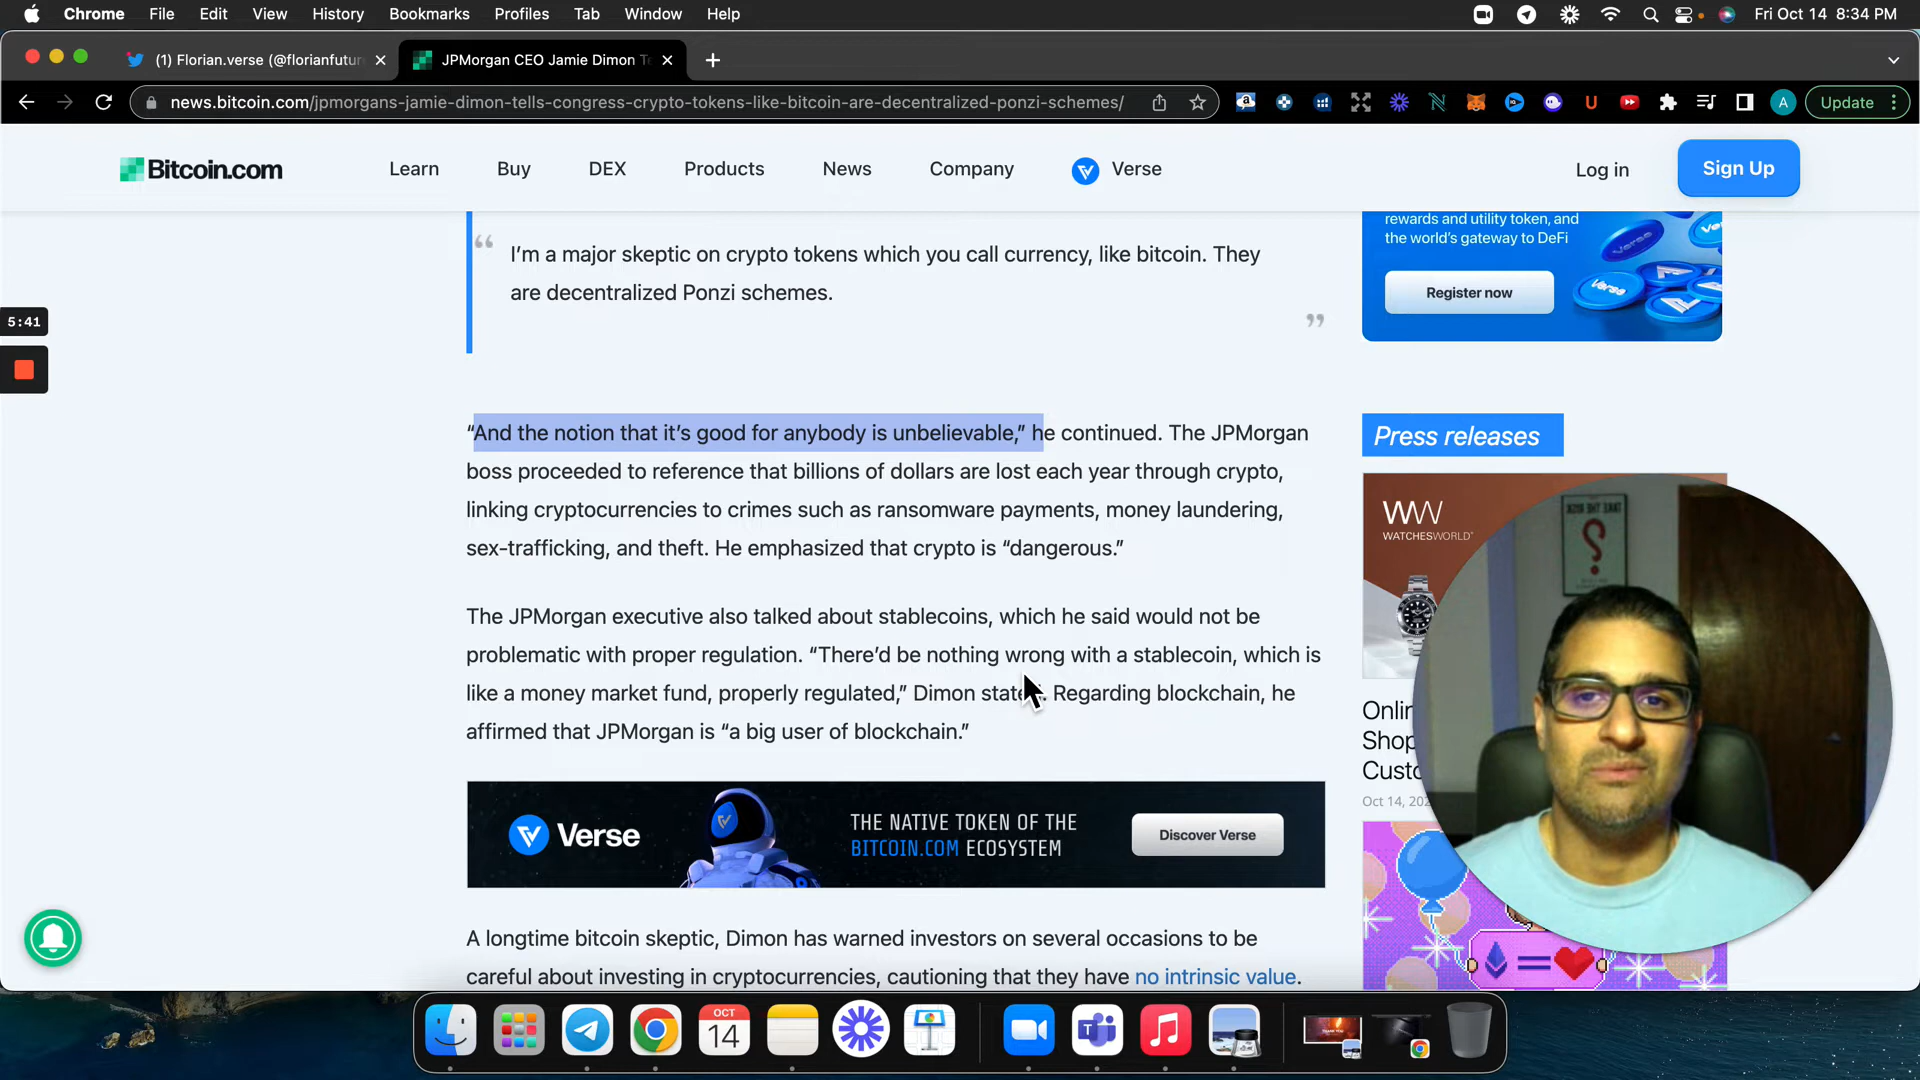 Chrome File Edit View History Bookmarks Profiles Tab Window Help Fri Oct 14 8:34 PM
(1) Florian.verse (@florianfutur
JPMorgan CEO Jamie Dimon Te
news.bitcoin.com/jpmorgans-jamie-dimon-tells-congress-crypto-tokens-like-bitcoin-are-decentralized-ponzi-schemes/
A Update
Bitcoin.com Learn Buy DEX Products News Company Verse Log in Sign Up
rewards and utility token, and
the world's gateway to DeFi
Register now
“ I’m a major skeptic on crypto tokens which you call currency, like bitcoin. They
are decentralized Ponzi schemes.
”
5:41
“And the notion that it’s good for anybody is unbelievable,” he continued. The JPMorgan
boss proceeded to reference that billions of dollars are lost each year through crypto,
linking cryptocurrencies to crimes such as ransomware payments, money laundering,
sex-trafficking, and theft. He emphasized that crypto is “dangerous.”
The JPMorgan executive also talked about stablecoins, which he said would not be
problematic with proper regulation. “There’d be nothing wrong with a stablecoin, which is
like a money market fund, properly regulated,” Dimon stated. Regarding blockchain, he
affirmed that JPMorgan is “a big user of blockchain.”
Verse
THE NATIVE TOKEN OF THE
BITCOIN.COM ECOSYSTEM
Discover Verse
A longtime bitcoin skeptic, Dimon has warned investors on several occasions to be
careful about investing in cryptocurrencies, cautioning that they have no intrinsic value.
Press releases
WATCHESWORLD
TAKE THE RISK
Onlin
Shop
Custo
Oct 14, 202
OCT
14